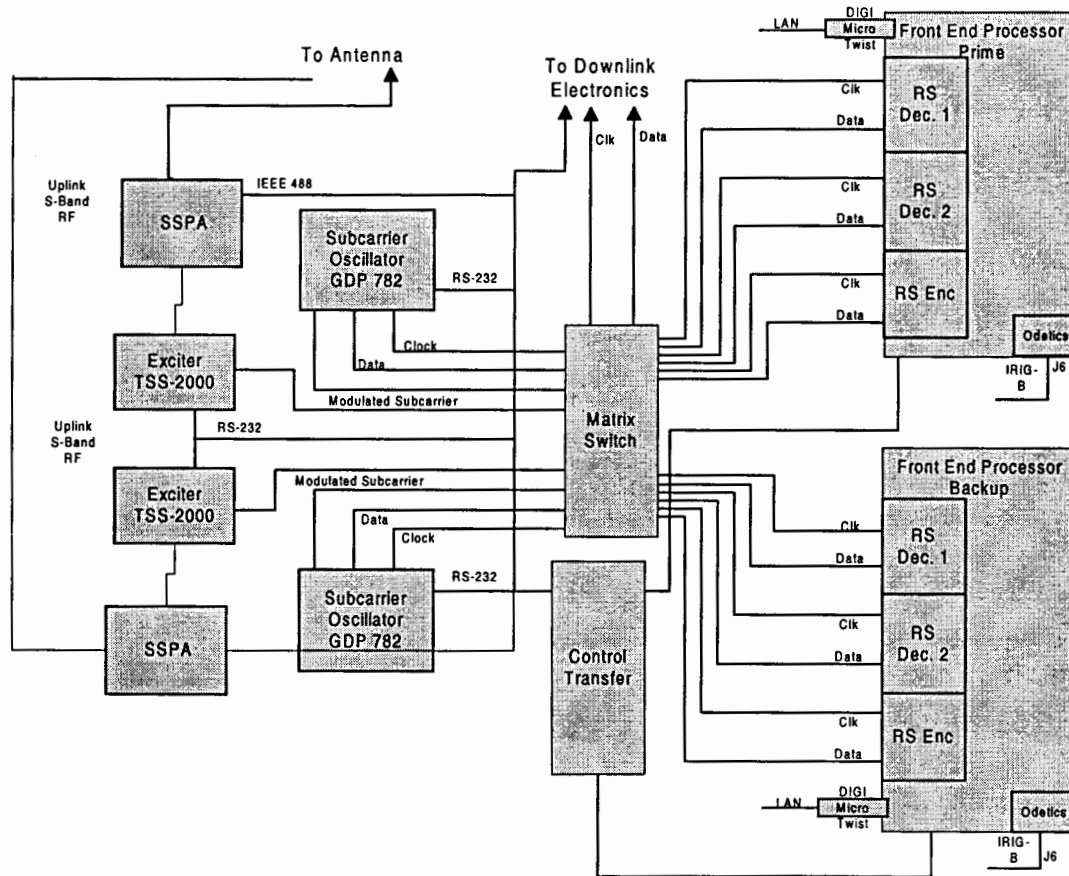 DIGI
LAN
Micro
Twist
Front End Processor
Prime
To Antenna
To Downlink
Electronics
Clk
Data
Clk
RS
Dec. 1
Data
Clk
RS
Dec. 2
Data
Clk
RS Enc
Data
Odetics
IRIG-
B
J6
Uplink
S-Band
RF
SSPA
IEEE 488
Subcarrier
Oscillator
GDP 782
RS-232
Clock
Data
Modulated Subcarrier
Exciter
TSS-2000
Matrix
Switch
Uplink
S-Band
RF
RS-232
Exciter
TSS-2000
Modulated Subcarrier
Data
Clock
RS-232
Subcarrier
Oscillator
GDP 782
SSPA
Control
Transfer
Front End Processor
Backup
Clk
RS
Dec. 1
Data
Clk
RS
Dec. 2
Data
Clk
RS Enc
Data
DIGI
LAN
Micro
Twist
Odetics
IRIG-
B
J6